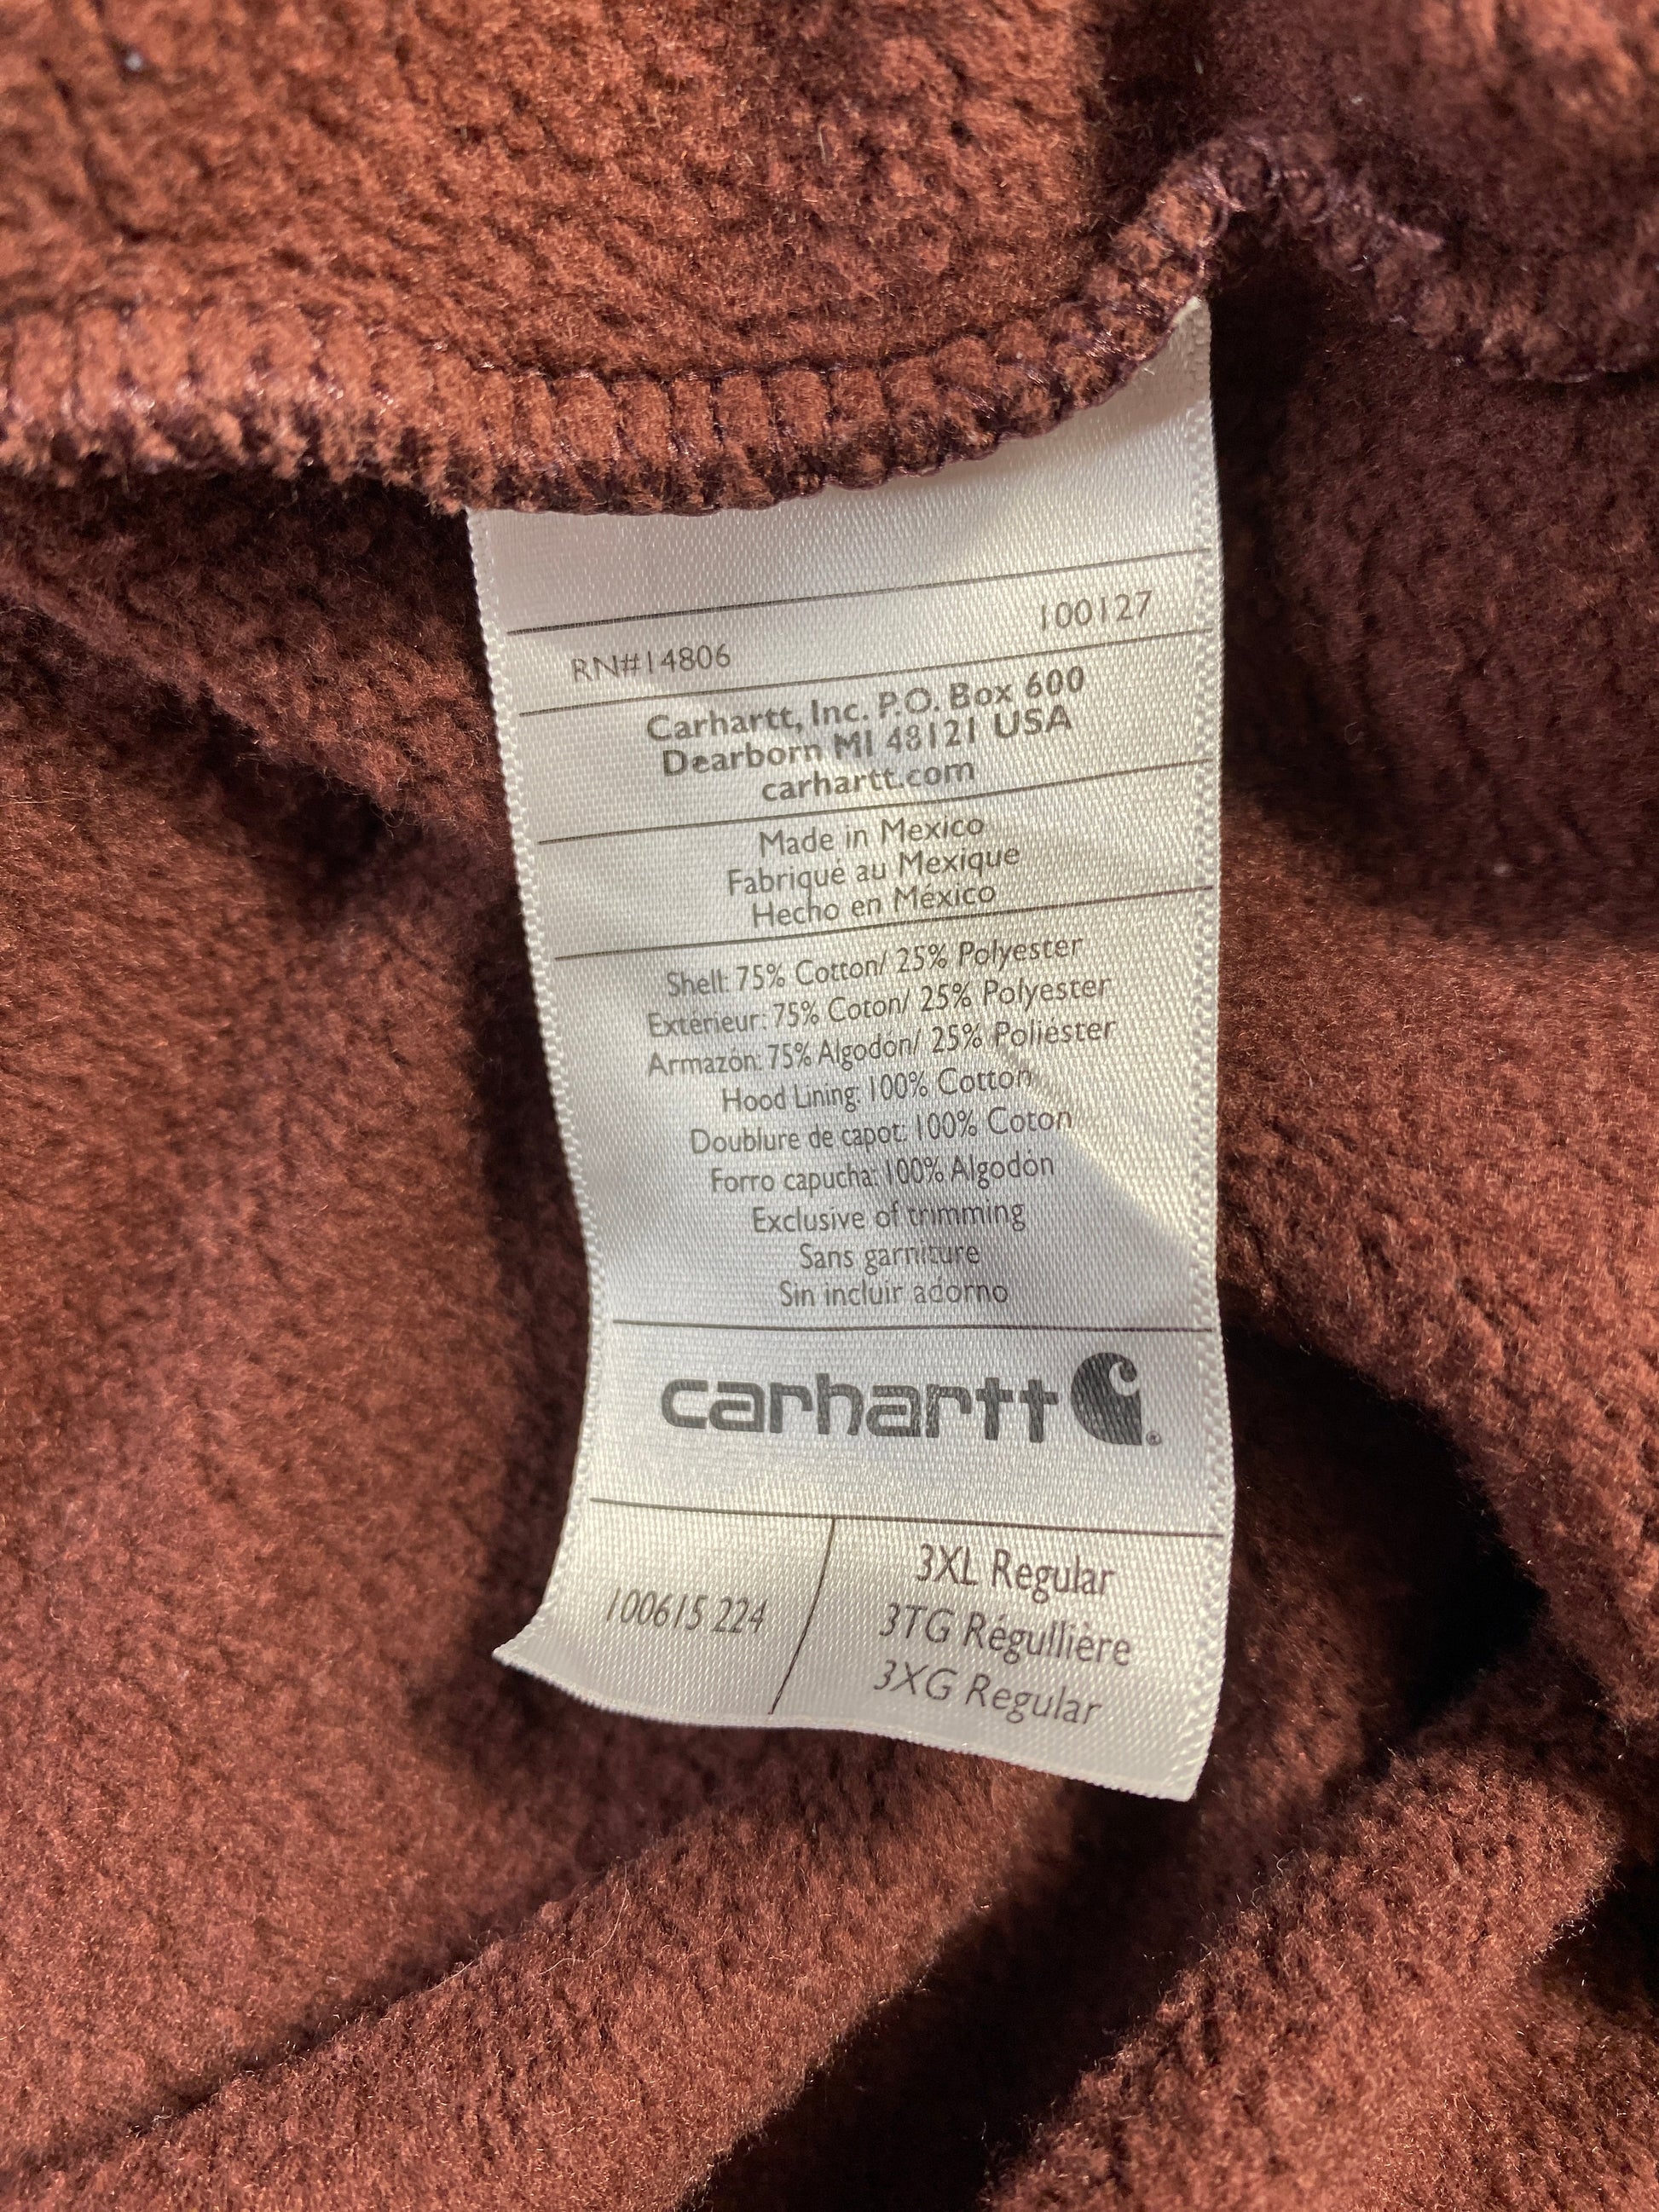 RN#14806 100127
Carhartt, Inc. P.O. Box 600
Dearborn MI 48121 USA
carhartt.com
Made in Mexico
Fabriqué au Mexique
Hecho en México
Shell: 75% Cotton/ 25% Polyester
Extérieur: 75% Coton/ 25% Polyester
Armazón: 75% Algodón/ 25% Poliéster
Hood Lining: 100% Cotton
Doublure de capot: 100% Coton
Forro capucha: 100% Algodón
Exclusive of trimming
Sans garniture
Sin incluir adorno
carhartt®
100615 224
3XL Regular
3TG Régullière
3XG Regular